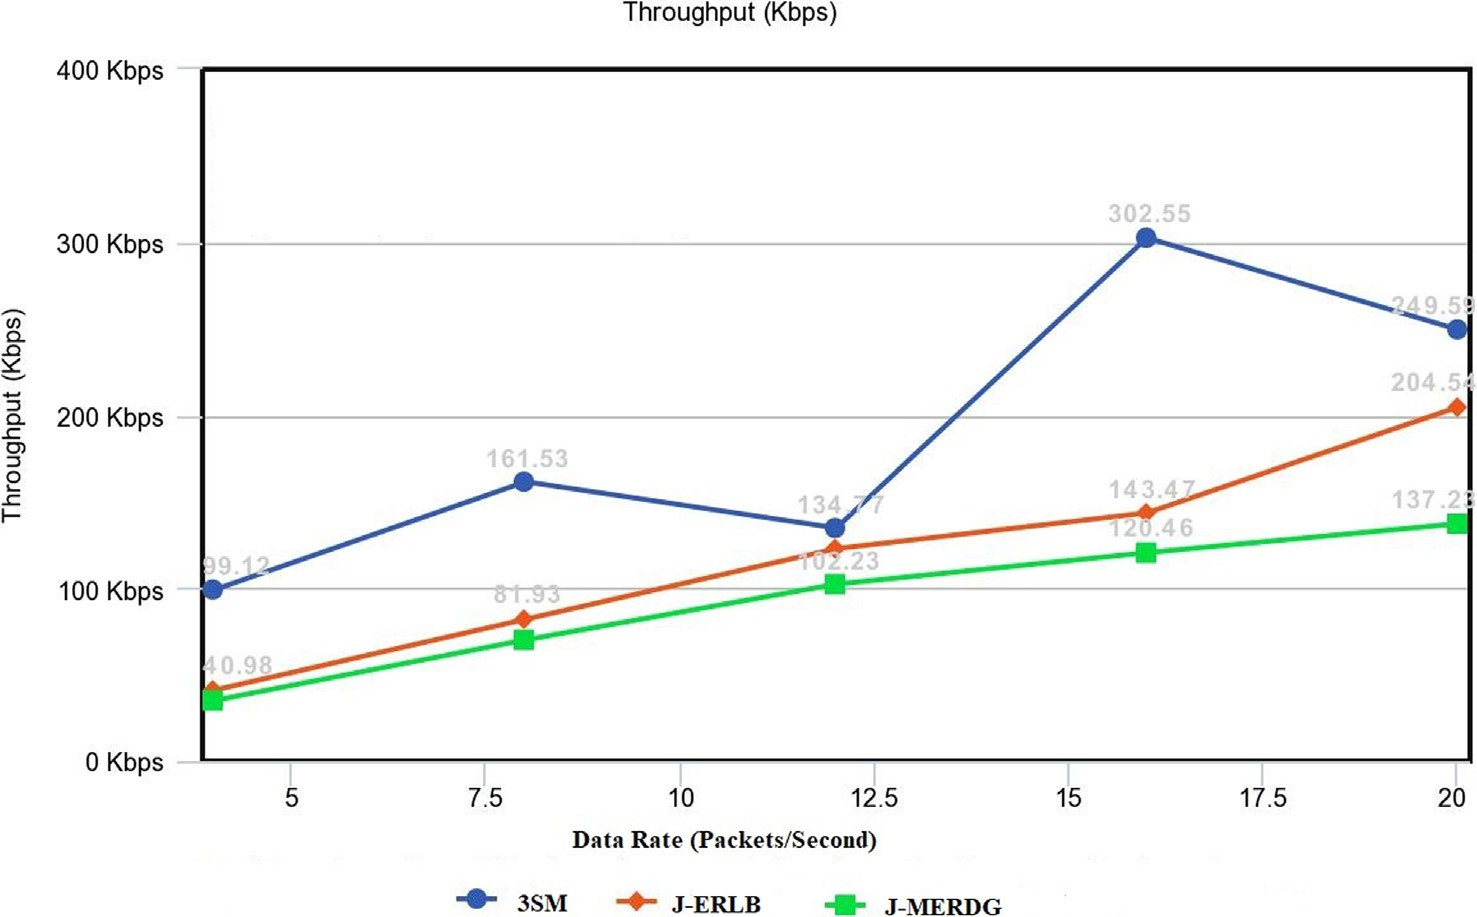 Throughput (Kbps)
400 Kbps
300 Kbps
200 Kbps
100 Kbps
0 Kbps
Throughput (Kbps)
99.12
161.53
134.77
302.55
249.59
40.98
81.93
143.47
204.54
102.23
120.46
137.23
5 7.5 10 12.5 15 17.5 20
Data Rate (Packets/Second)
3SM J-ERLB J-MERDG